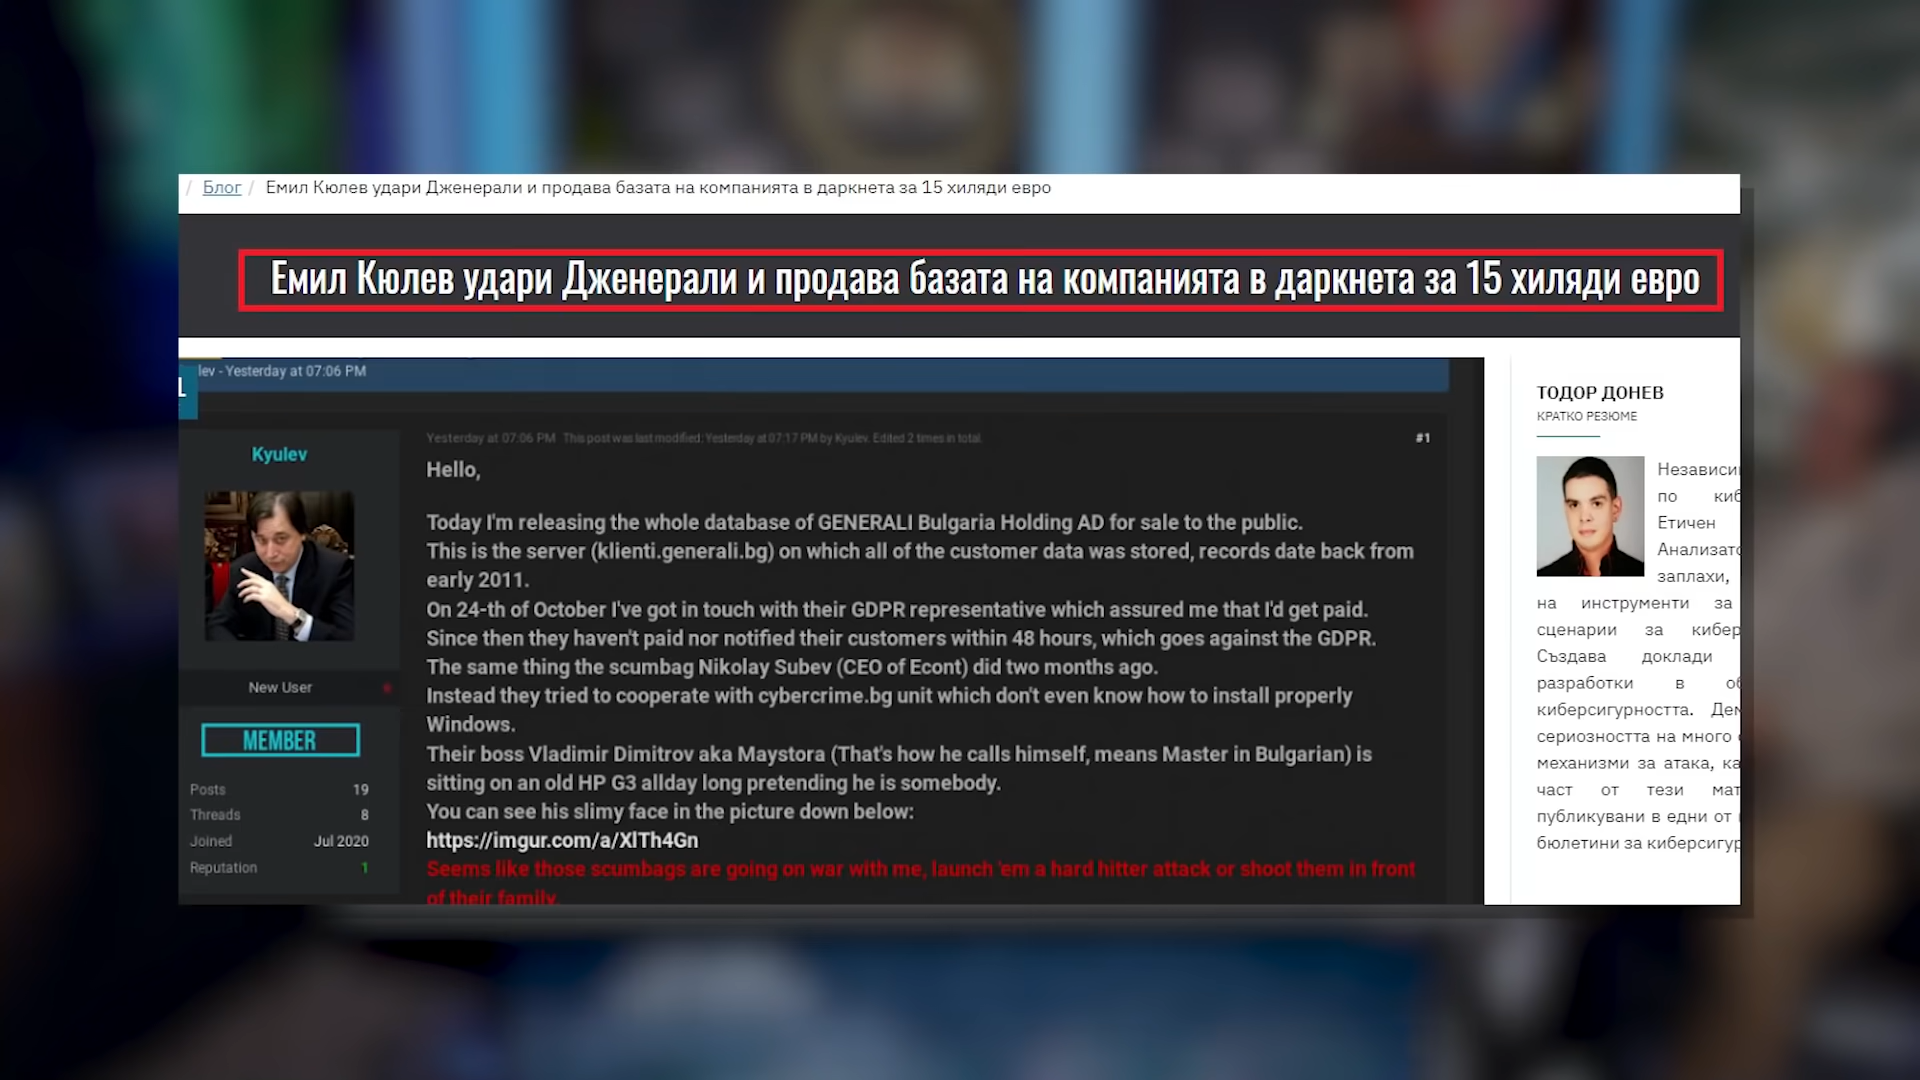 / Блог / Емил Кюлев удари Дженерали и продава базата на компанията в даркнета за 15 хиляди евро
Емил Кюлев удари Дженерали и продава базата на компанията в даркнета за 15 хиляди евро
lev - Yesterday at 07:06 PM
L
Kyulev
New User
MEMBER
Posts 19
Threads 8
Joined Jul 2020
Reputation 1
Yesterday at 07:06 PM This post was last modified: Yesterday at 07:17 PM by Kyulev. Edited 2 times in total.
#1
Hello,
Today I'm releasing the whole database of GENERALI Bulgaria Holding AD for sale to the public.
This is the server (klienti.generali.bg) on which all of the customer data was stored, records date back from
early 2011.
On 24-th of October I've got in touch with their GDPR representative which assured me that I'd get paid.
Since then they haven't paid nor notified their customers within 48 hours, which goes against the GDPR.
The same thing the scumbag Nikolay Subev (CEO of Econt) did two months ago.
Instead they tried to cooperate with cybercrime.bg unit which don't even know how to install properly
Windows.
Their boss Vladimir Dimitrov aka Maystora (That's how he calls himself, means Master in Bulgarian) is
sitting on an old HP G3 allday long pretending he is somebody.
You can see his slimy face in the picture down below:
https://imgur.com/a/XlTh4Gn
Seems like those scumbags are going on war with me, launch 'em a hard hitter attack or shoot them in front
of their family.
ТОДОР ДОНЕВ
КРАТКО РЕЗЮМЕ
Независи
по киб
Етичен
Анализато
заплахи,
на инструменти за
сценарии за кибер
Създава доклади
разработки в об
киберсигурността. Дем
сериозността на много
механизми за атака, ка
част от тези мат
публикувани в едни от
бюлетини за киберсигур